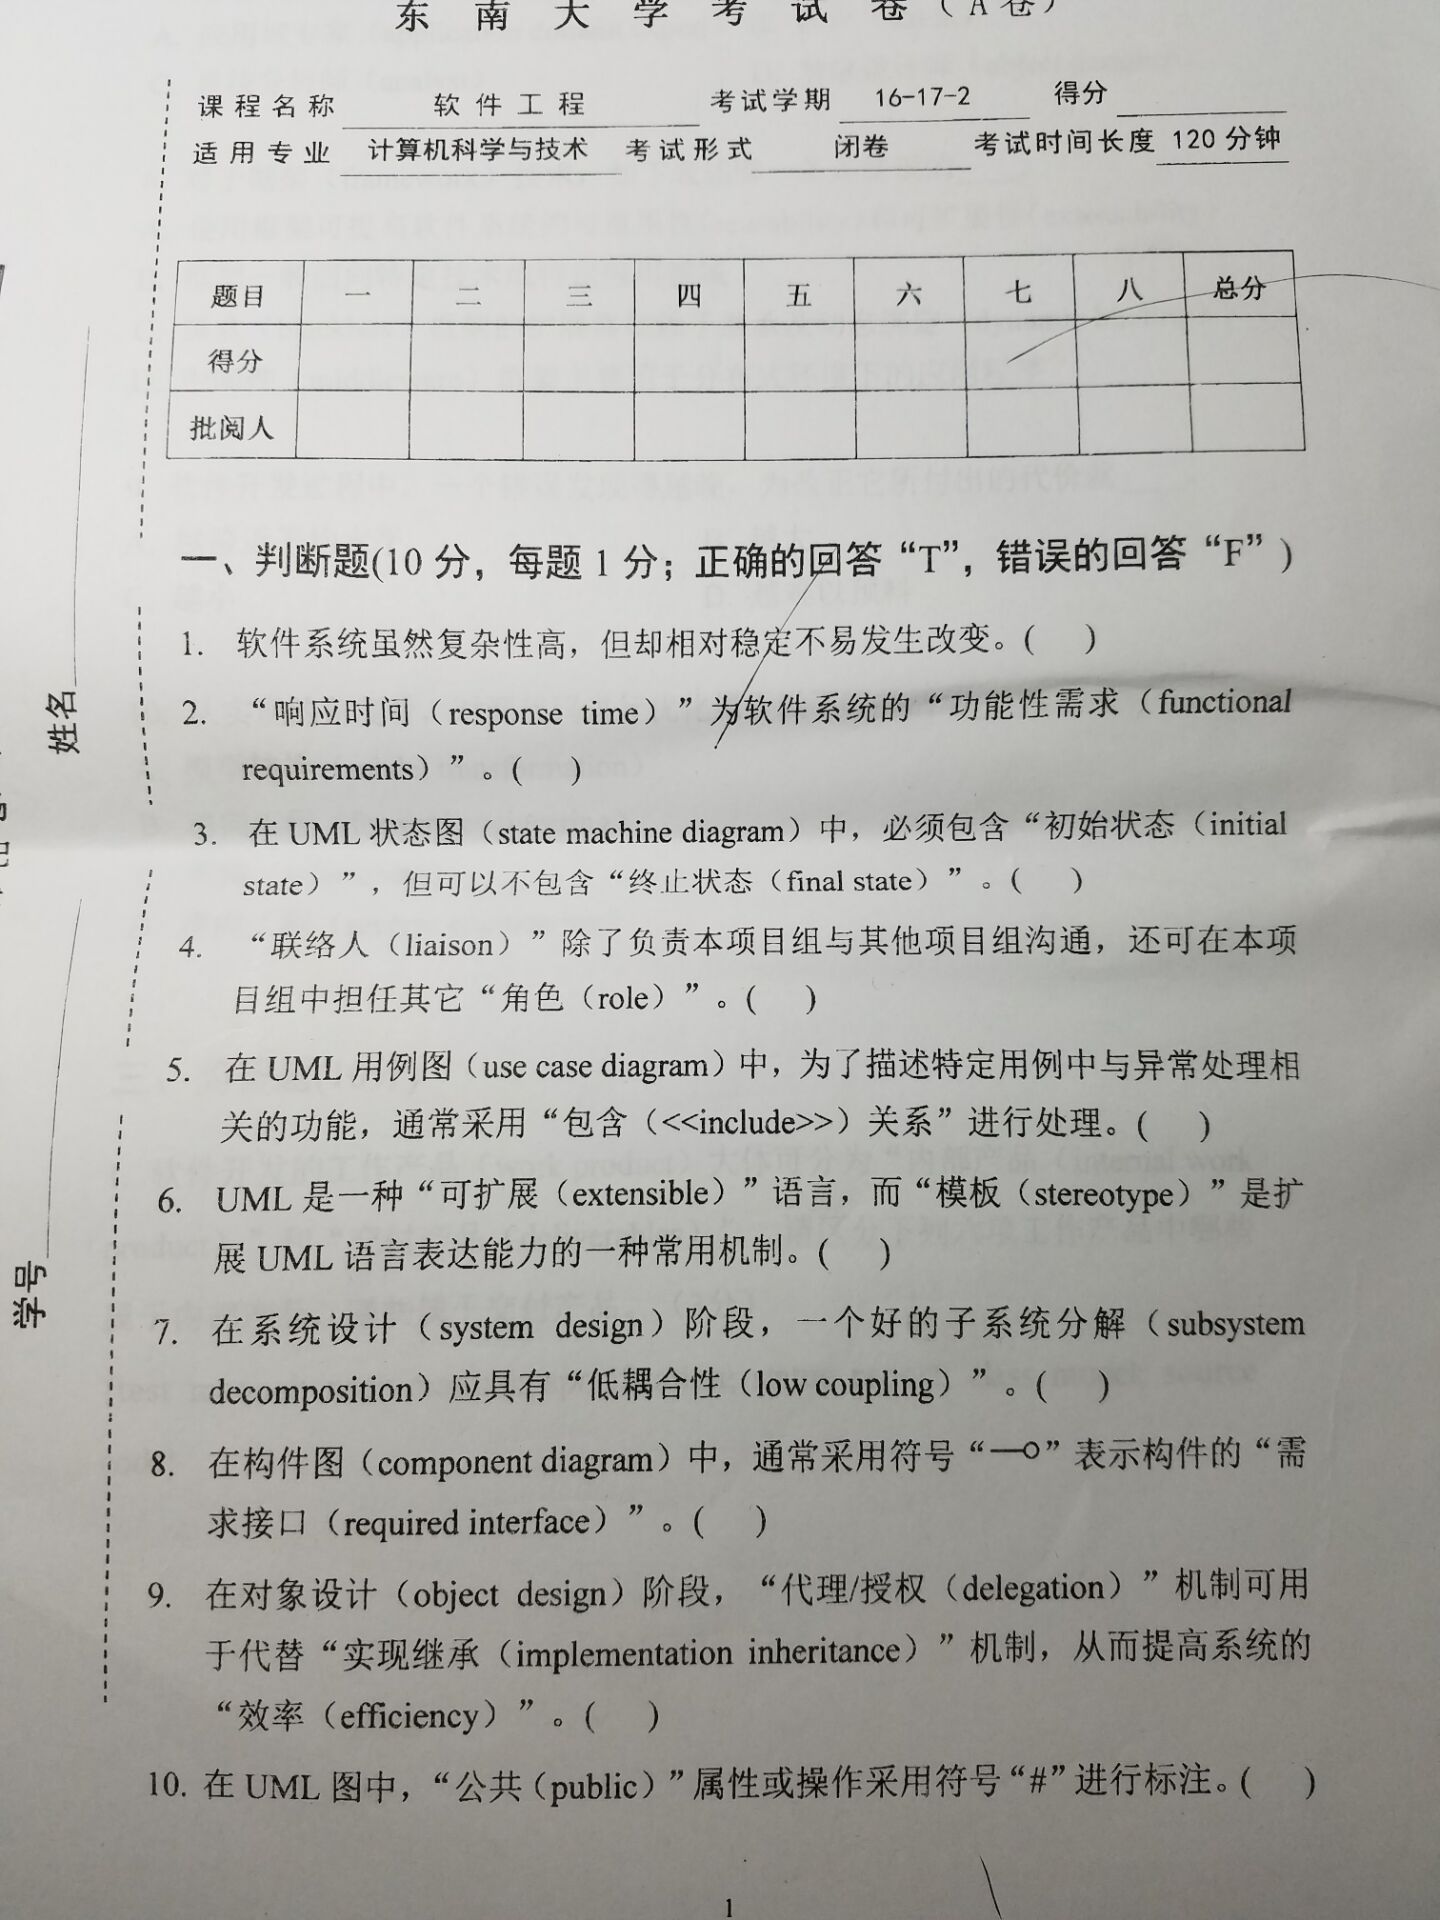 东南大学考试卷（A卷）
课程名称 软件工程 考试学期 16-17-2 得分
适用专业 计算机科学与技术 考试形式 闭卷 考试时间长度 120分钟
题目 一 二 三 四 五 六 七 八 总分
得分
批阅人
姓名
学号
一、判断题(10 分，每题 1 分；正确的回答“T”，错误的回答“F” )
1. 软件系统虽然复杂性高，但却相对稳定不易发生改变。( )
2. “响应时间（response time）”为软件系统的“功能性需求（functional
requirements）”。( )
3. 在 UML 状态图（state machine diagram）中，必须包含“初始状态（initial
state）”，但可以不包含“终止状态（final state）”。( )
4. “联络人（liaison）”除了负责本项目组与其他项目组沟通，还可在本项
目组中担任其它“角色（role）”。( )
5. 在 UML 用例图（use case diagram）中，为了描述特定用例中与异常处理相
关的功能，通常采用“包含（<<include>>）关系”进行处理。( )
6. UML 是一种“可扩展（extensible）”语言，而“模板（stereotype）”是扩
展 UML 语言表达能力的一种常用机制。( )
7. 在系统设计（system design）阶段，一个好的子系统分解（subsystem
decomposition）应具有“低耦合性（low coupling）”。( )
8. 在构件图（component diagram）中，通常采用符号“—o”表示构件的“需
求接口（required interface）”。( )
9. 在对象设计（object design）阶段，“代理/授权（delegation）”机制可用
于代替“实现继承（implementation inheritance）”机制，从而提高系统的
“效率（efficiency）”。( )
10. 在 UML 图中，“公共（public）”属性或操作采用符号“#”进行标注。( )
1